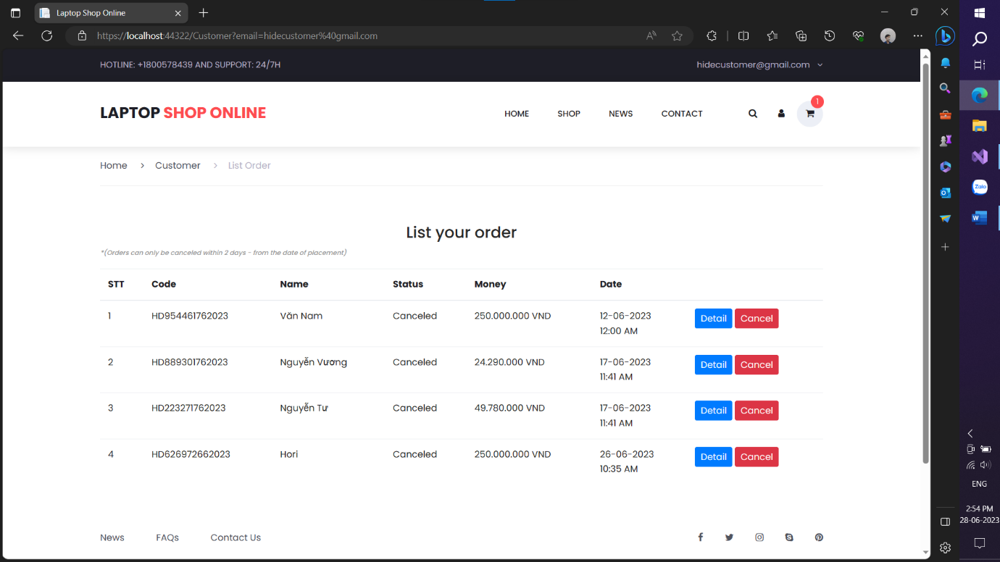 Laptop Shop Online
https://localhost:44322/Customer?email=hidecustomer%40gmail.com
HOTLINE: +1800578439 AND SUPPORT: 24/7H
hidecustomer@gmail.com
LAPTOP SHOP ONLINE
HOME SHOP NEWS CONTACT 1
Home > Customer > List Order
List your order
*(Orders can only be canceled within 2 days - from the date of placement)
STT Code Name Status Money Date
1 HD954461762023 Văn Nam Canceled 250.000.000 VND 12-06-2023 Detail Cancel
12:00 AM
2 HD889301762023 Nguyễn Vương Canceled 24.290.000 VND 17-06-2023 Detail Cancel
11:41 AM
3 HD223271762023 Nguyễn Tư Canceled 49.780.000 VND 17-06-2023 Detail Cancel
11:41 AM
4 HD626972662023 Hori Canceled 250.000.000 VND 26-06-2023 Detail Cancel
10:35 AM
News FAQs Contact Us
Zalo
W
ENG
2:54 PM
28-06-2023